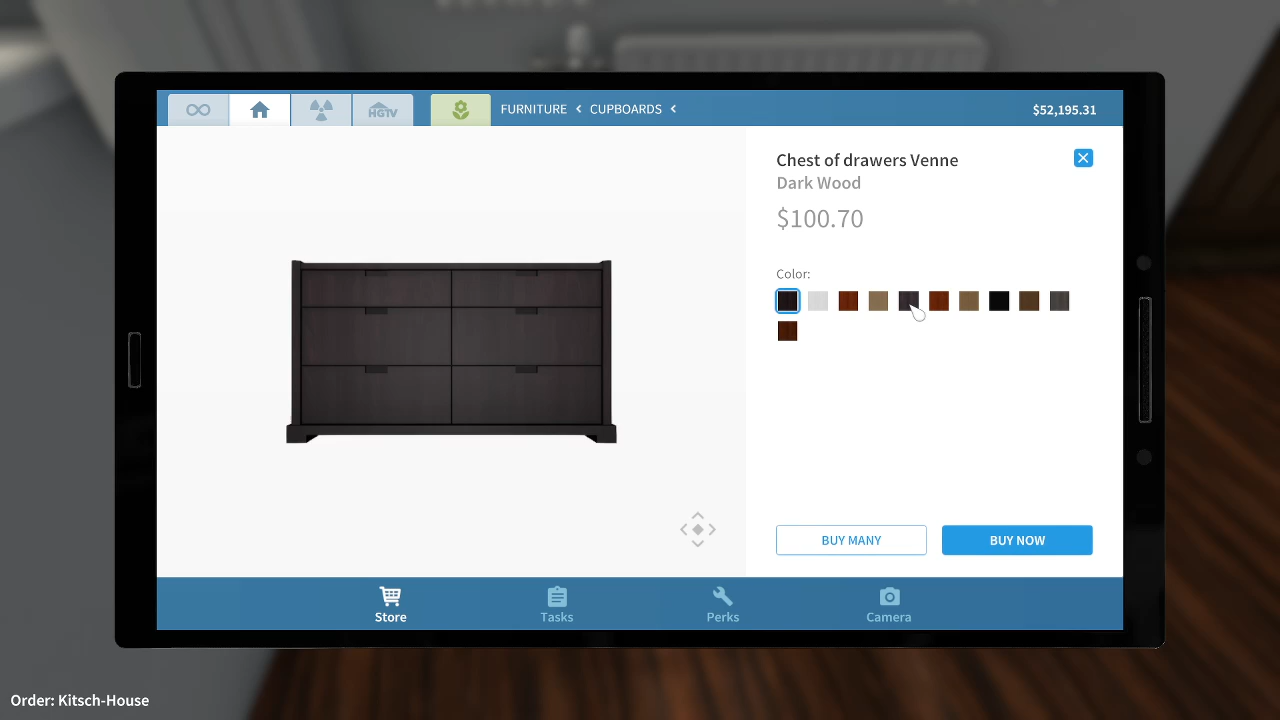 HGTV
FURNITURE < CUPBOARDS <
$52,195.31
Chest of drawers Venne
Dark Wood
$100.70
Color:
BUY MANY
BUY NOW
Store
Tasks
Perks
Camera
Order: Kitsch-House